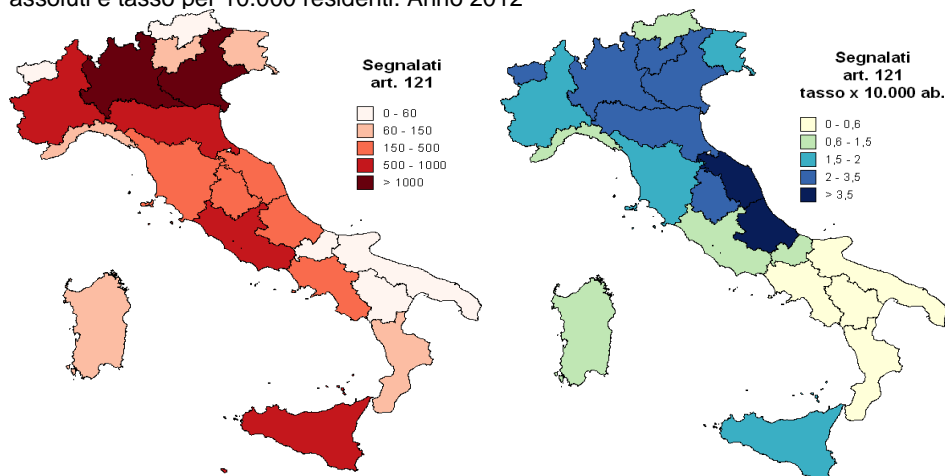 assoluti e tasso per 10.000 residenti. Anno 2012
Segnalati
art. 121
0 - 60
60 - 150
150 - 500
500 - 1000
> 1000
Segnalati
art. 121
tasso x 10.000 ab.
0 - 0,6
0,6 - 1,5
1,5 - 2
2 - 3,5
> 3,5